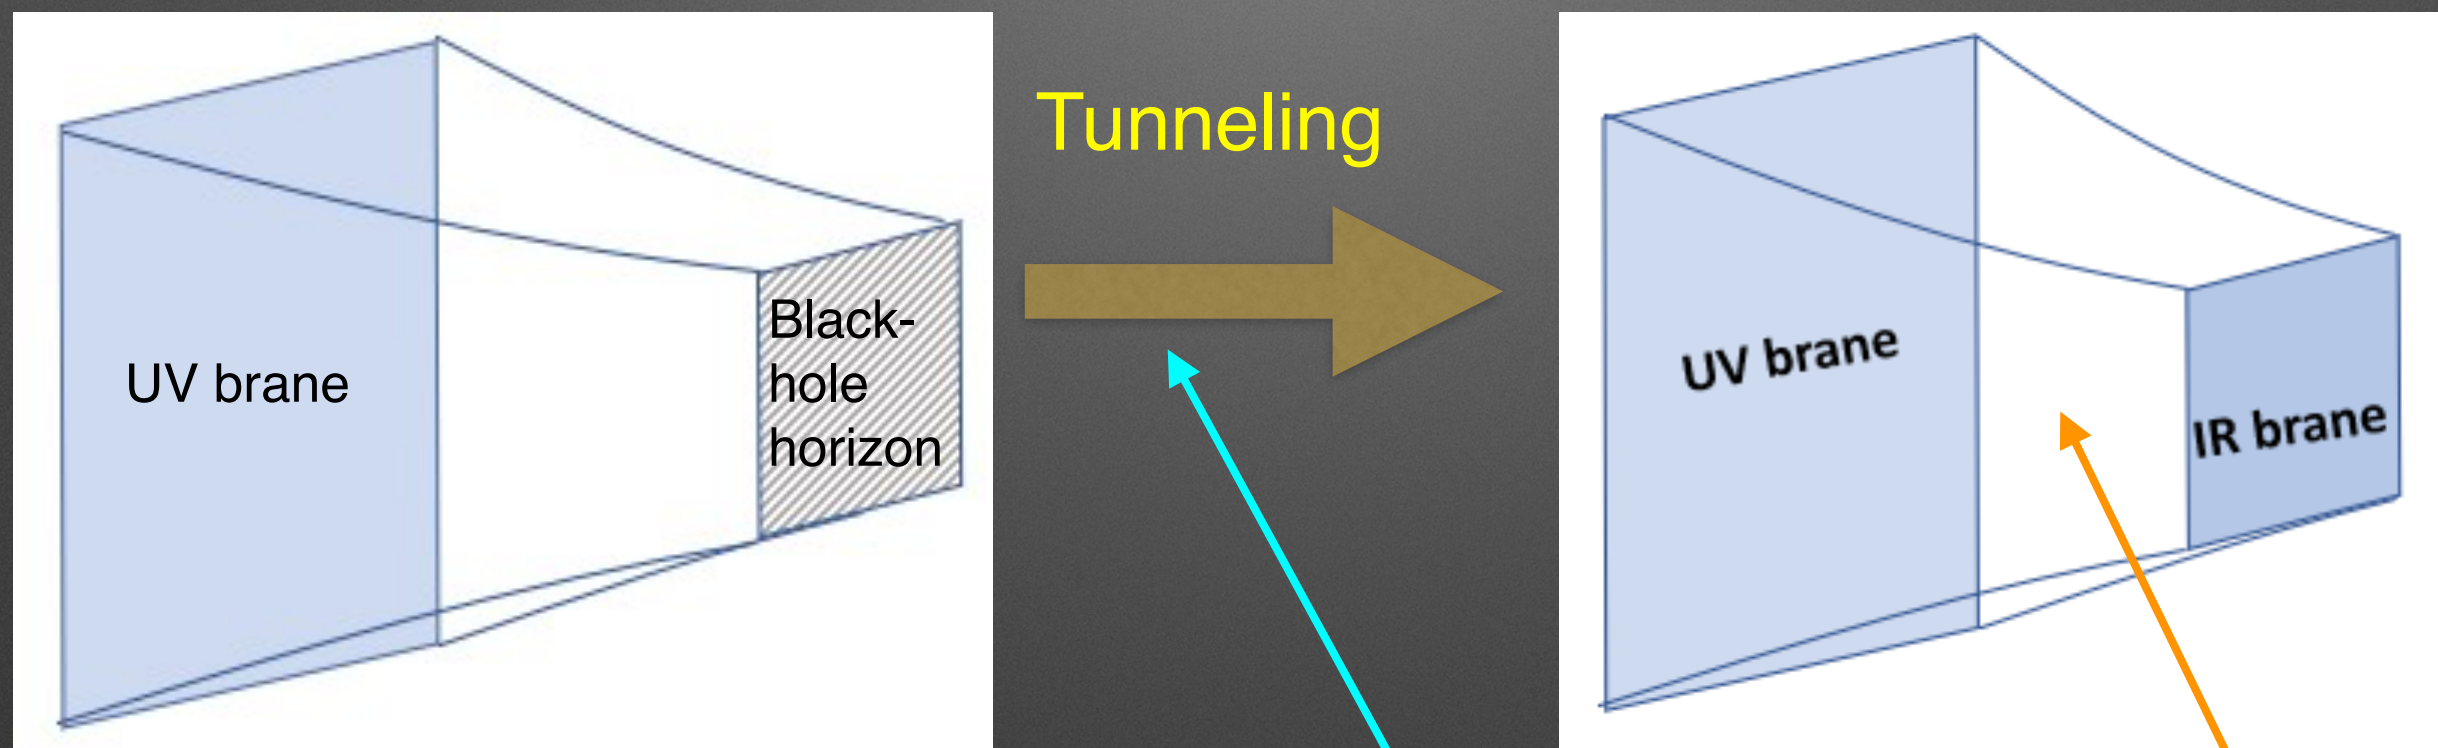 Tunneling
UV brane
Black-
hole
horizon
UV brane
IR brane